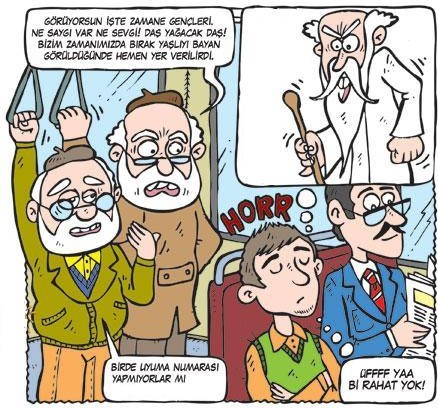 GÖRÜYORSUN İŞTE ZAMANE GENÇLERİ.
NE SAYGI VAR NE SEVGİ! DAŞ YAĞACAK DAŞ!
BİZİM ZAMANIMIZDA BIRAK YAŞLIYI BAYAN
GÖRÜLDÜĞÜNDE HEMEN YER VERİLİRDİ.
HORR
BİRDE UYUMA NUMARASI
YAPMIYORLAR MI
ÜFFFF YAA
Bİ RAHAT YOK!